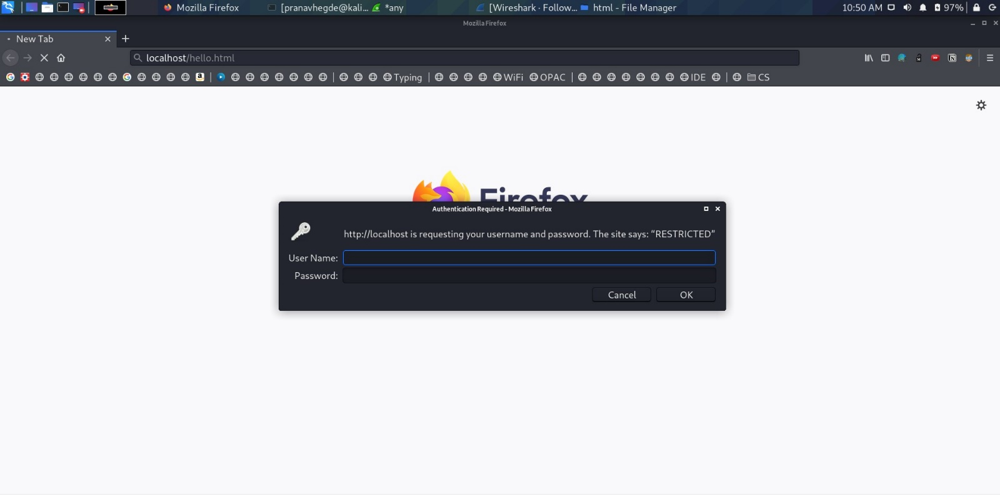 Mozilla Firefox [pranavhegde@kali... *any [Wireshark · Follow... html - File Manager 10:50 AM 97%
Mozilla Firefox
New Tab
localhost/hello.html
Typing WiFi OPAC IDE CS
Firefox
Authentication Required - Mozilla Firefox
http://localhost is requesting your username and password. The site says: “RESTRICTED”
User Name:
Password:
Cancel OK